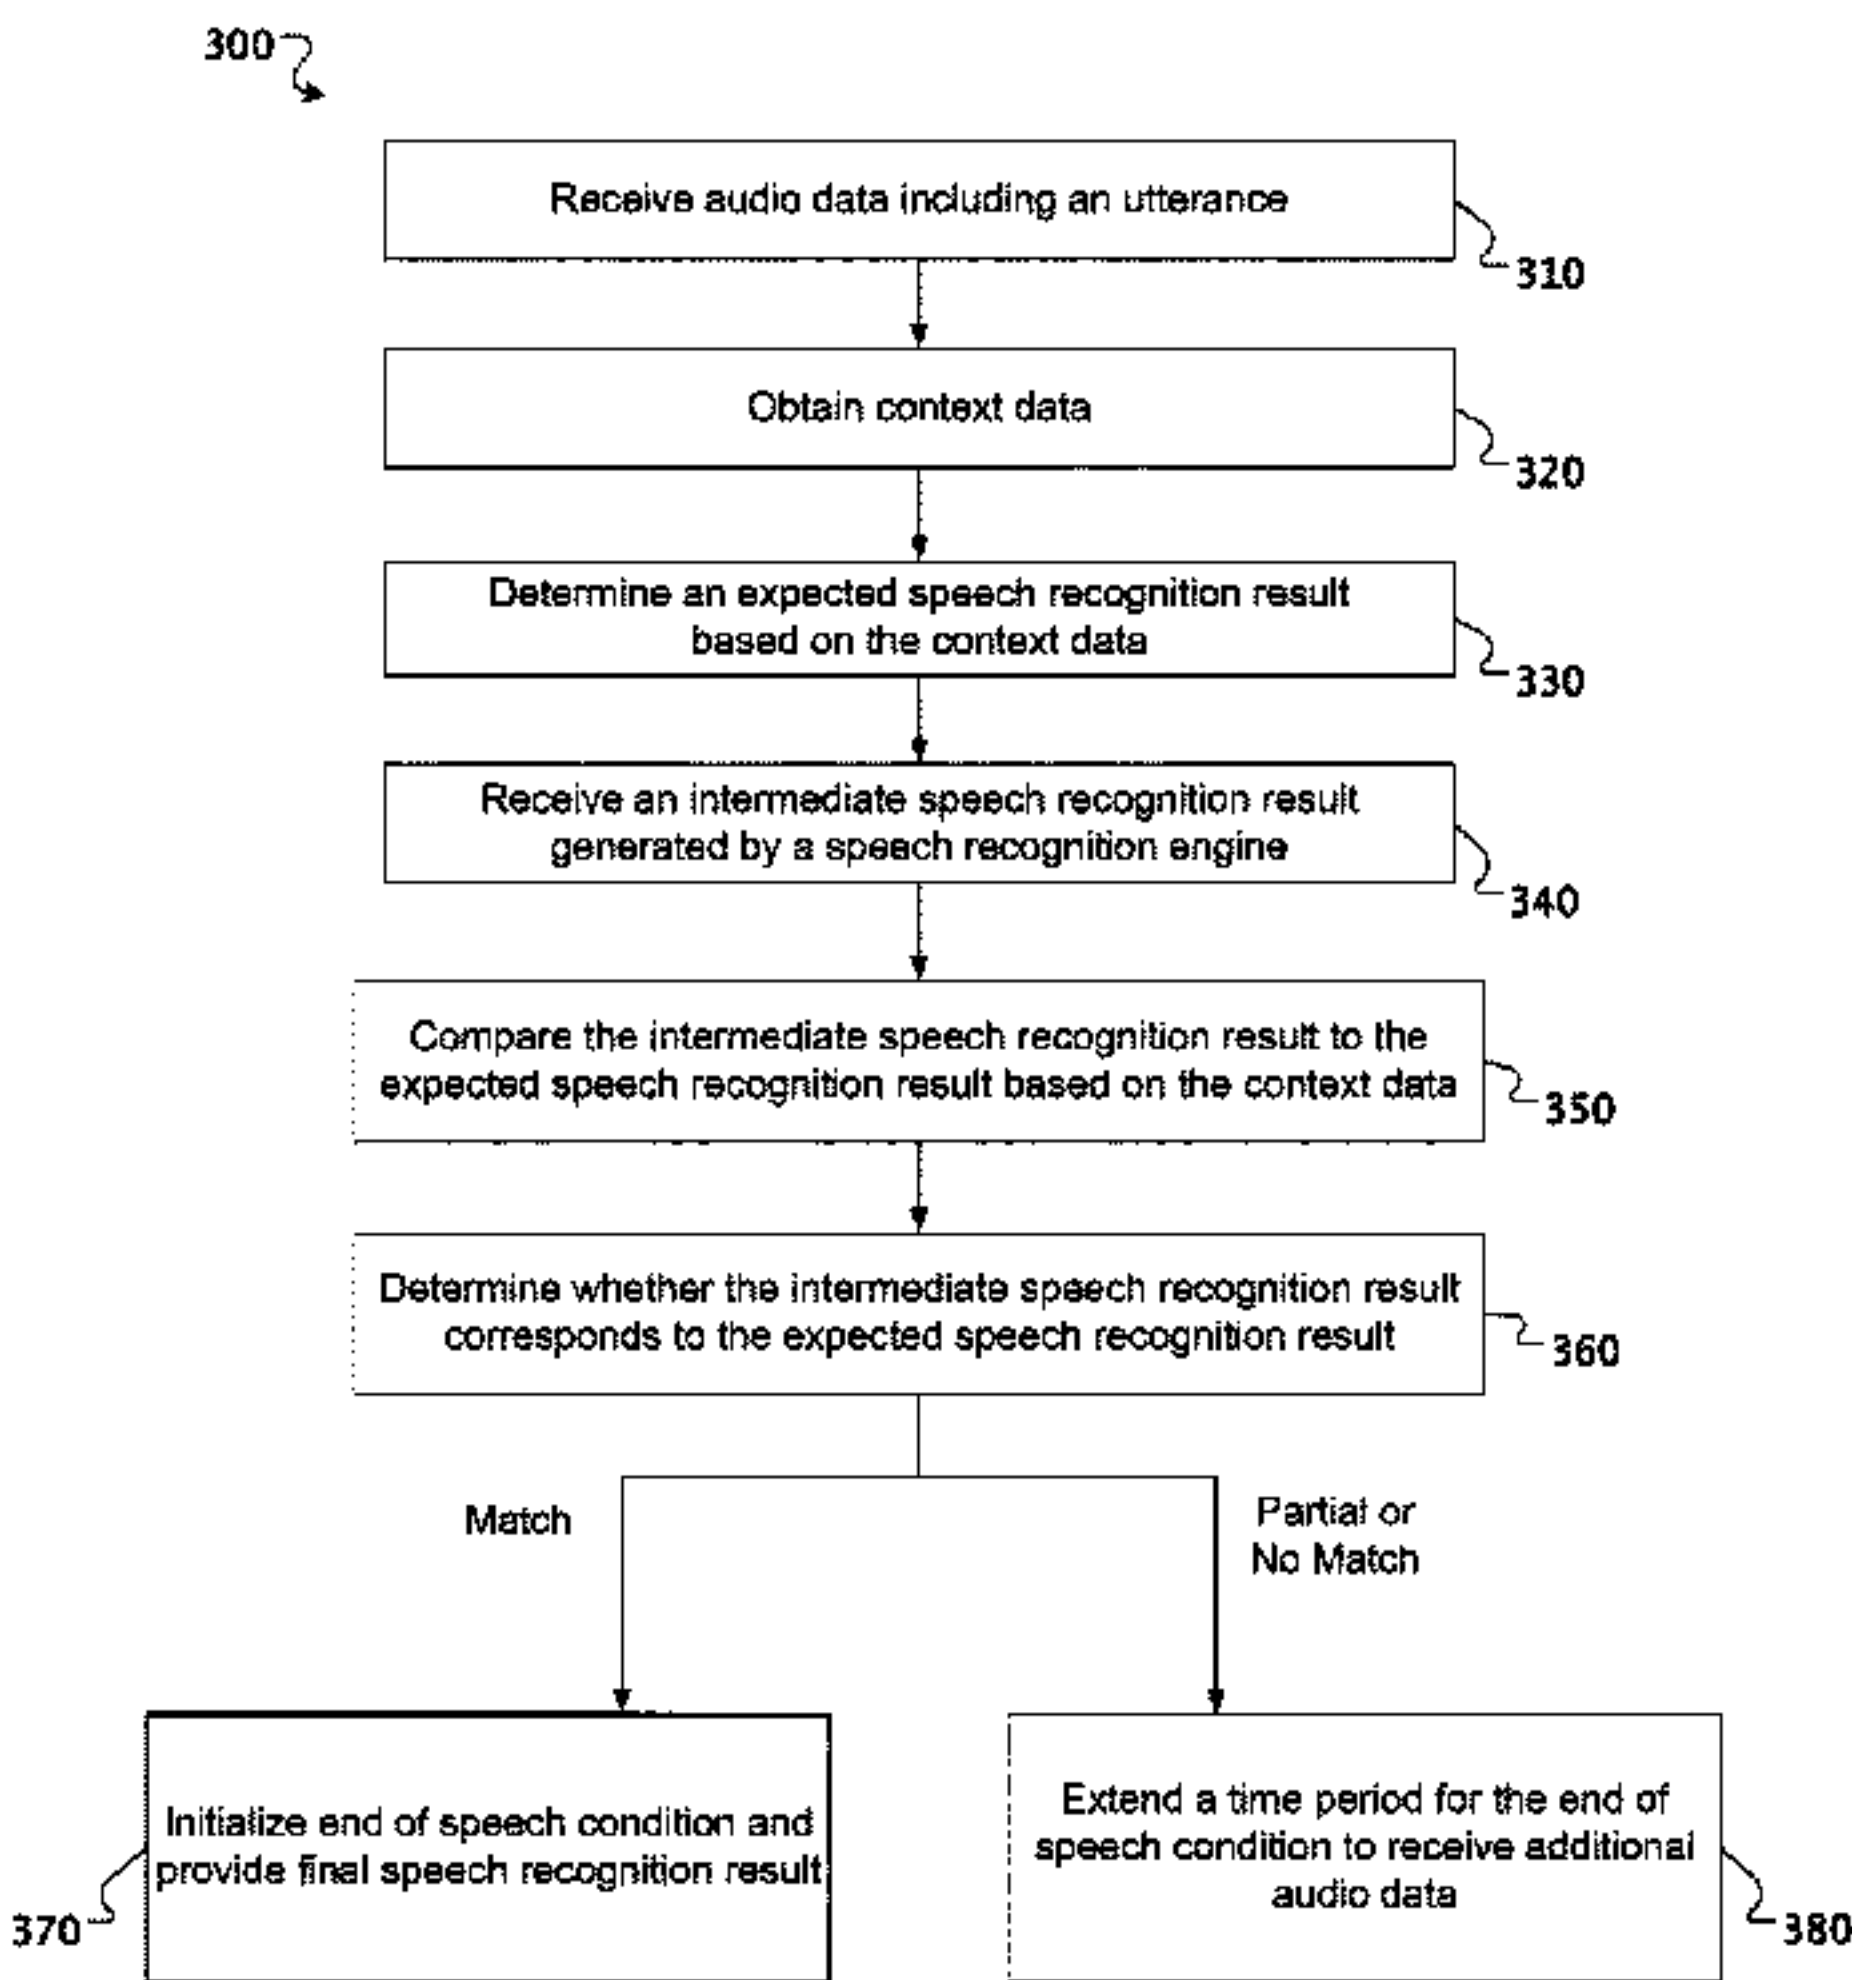 300
Receive audio data including an utterance
310
Obtain context data
320
Determine an expected speech recognition result
based on the context data
330
Receive an intermediate speech recognition result
generated by a speech recognition engine
340
Compare the intermediate speech recognition result to the
expected speech recognition result based on the context data
350
Determine whether the intermediate speech recognition result
corresponds to the expected speech recognition result
360
Match
Partial or
No Match
Initialize end of speech condition and
provide final speech recognition result
370
Extend a time period for the end of
speech condition to receive additional
audio data
380